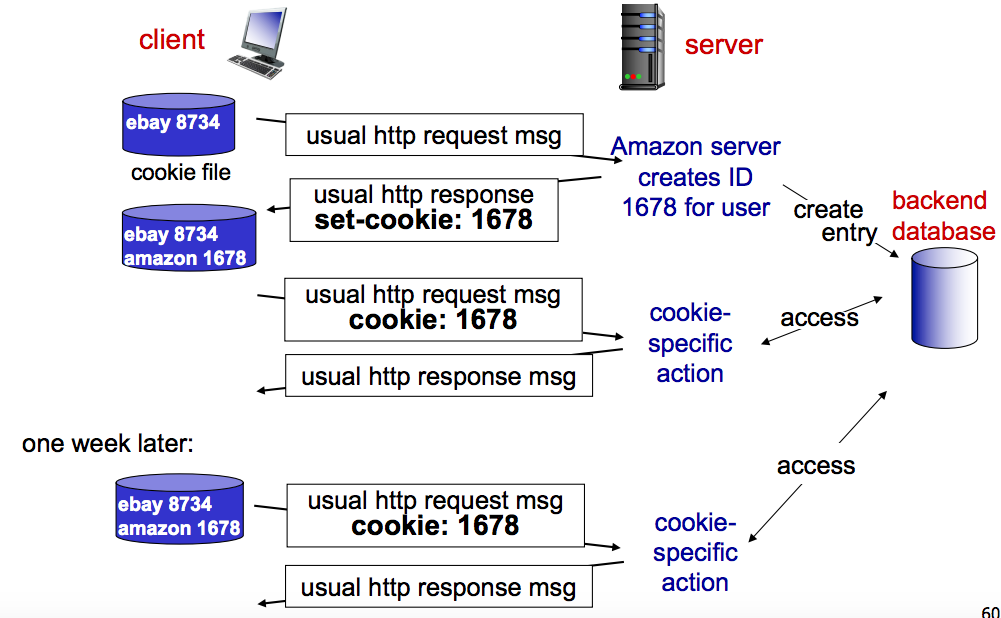 client
server
ebay 8734
usual http request msg
cookie file
Amazon server
creates ID
1678 for user
usual http response
set-cookie: 1678
create
entry
backend
database
ebay 8734
amazon 1678
usual http request msg
cookie: 1678
cookie-
specific
action
access
usual http response msg
one week later:
access
ebay 8734
amazon 1678
usual http request msg
cookie: 1678
cookie-
specific
action
usual http response msg
60